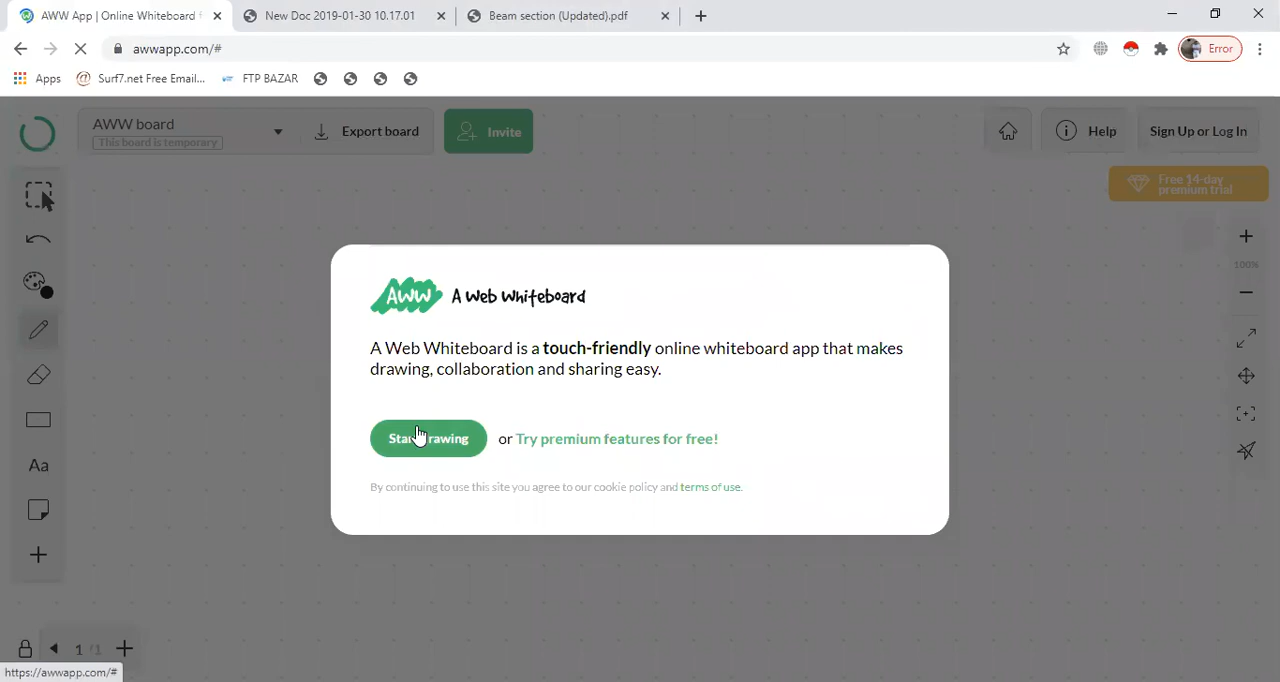 AWW App | Online Whiteboard f
New Doc 2019-01-30 10.17.01
Beam section (Updated).pdf
awwapp.com/#
Error
Apps
Surf7.net Free Email...
FTP BAZAR
AWW board
This board is temporary
Export board
Invite
Help
Sign Up or Log In
Free 14-day
premium trial
100%
AWW A Web Whiteboard
A Web Whiteboard is a touch-friendly online whiteboard app that makes
drawing, collaboration and sharing easy.
Start drawing or Try premium features for free!
By continuing to use this site you agree to our cookie policy and terms of use.
Aa
1 /1
https://awwapp.com/#